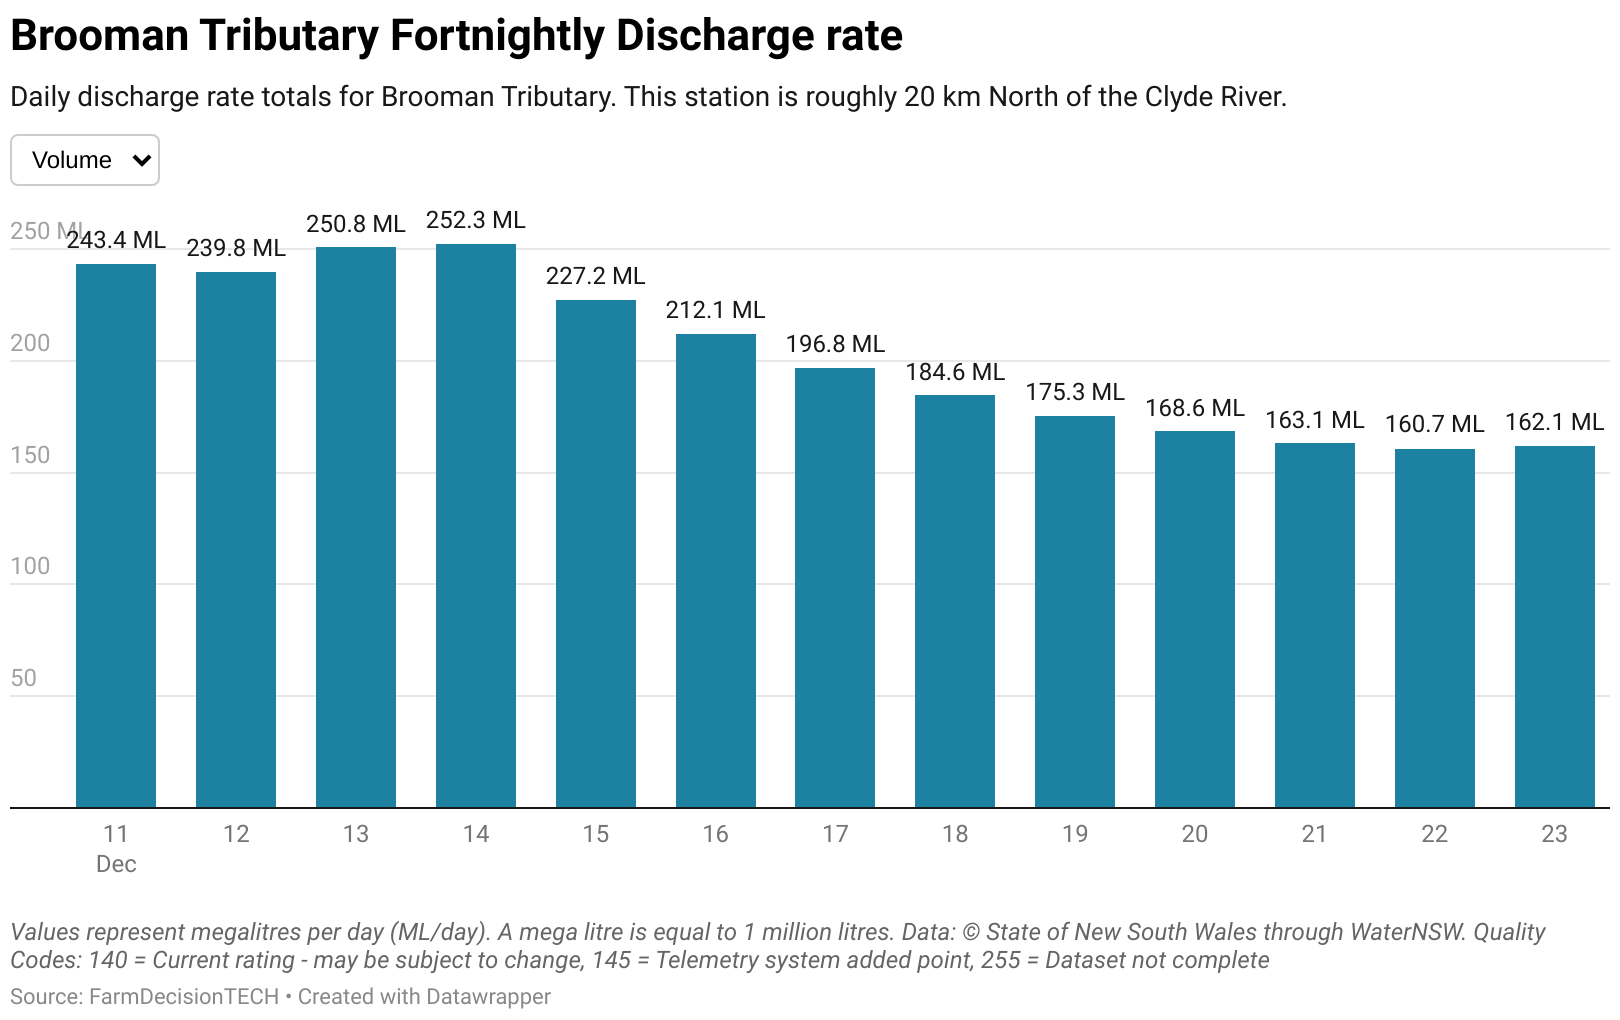 Brooman Tributary Fortnightly Discharge rate
Daily discharge rate totals for Brooman Tributary. This station is roughly 20 km North of the Clyde River.
Volume
250 ML
243.4 ML
239.8 ML
250.8 ML
252.3 ML
227.2 ML
212.1 ML
196.8 ML
184.6 ML
175.3 ML
168.6 ML
163.1 ML
160.7 ML
162.1 ML
200
150
100
50
11 12 13 14 15 16 17 18 19 20 21 22 23
Dec
Values represent megalitres per day (ML/day). A mega litre is equal to 1 million litres. Data: © State of New South Wales through WaterNSW. Quality
Codes: 140 = Current rating - may be subject to change, 145 = Telemetry system added point, 255 = Dataset not complete
Source: FarmDecisionTECH • Created with Datawrapper